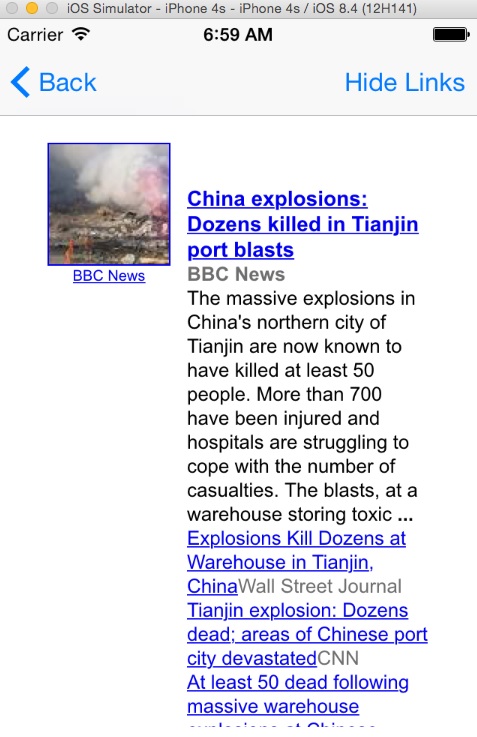 iOS Simulator - iPhone 4s - iPhone 4s / iOS 8.4 (12H141)
Carrier 6:59 AM
Back Hide Links
BBC News
China explosions:
Dozens killed in Tianjin
port blasts
BBC News
The massive explosions in
China's northern city of
Tianjin are now known to
have killed at least 50
people. More than 700
have been injured and
hospitals are struggling to
cope with the number of
casualties. The blasts, at a
warehouse storing toxic ...
Explosions Kill Dozens at
Warehouse in Tianjin,
ChinaWall Street Journal
Tianjin explosion: Dozens
dead; areas of Chinese port
city devastatedCNN
At least 50 dead following
massive warehouse
explosions at Chinese